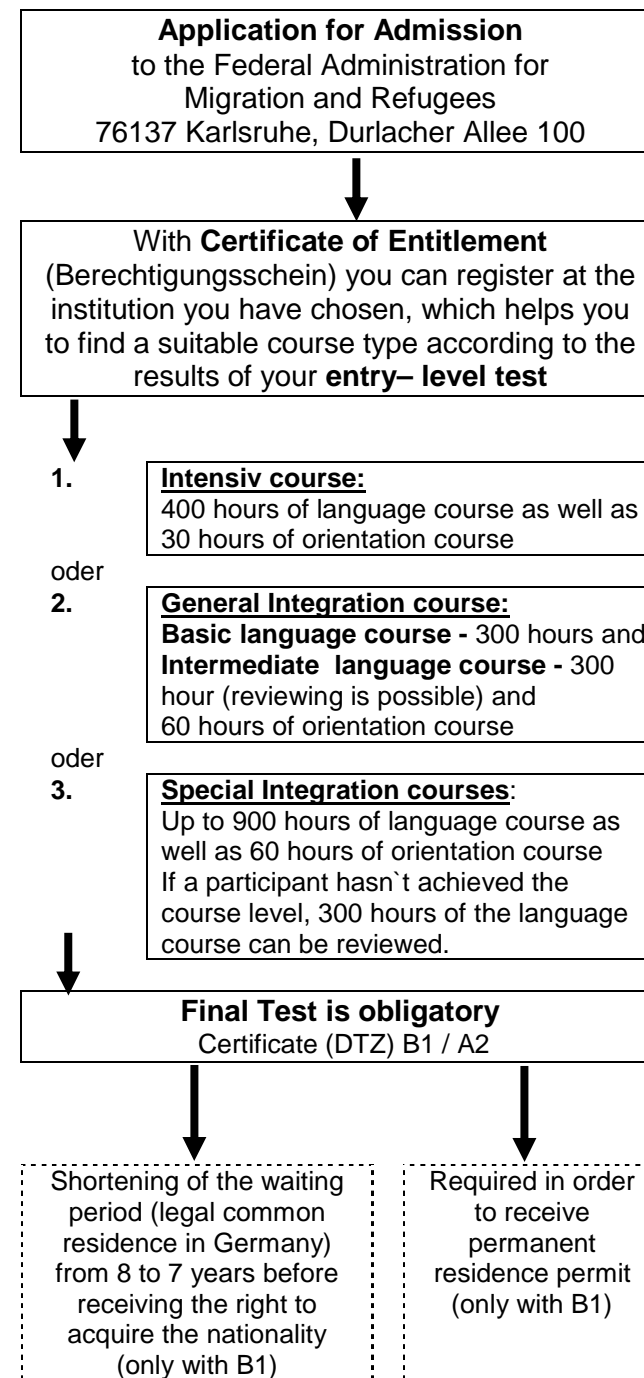 Application for Admission
to the Federal Administration for
Migration and Refugees
76137 Karlsruhe, Durlacher Allee 100
With Certificate of Entitlement
(Berechtigungsschein) you can register at the
institution you have chosen, which helps you
to find a suitable course type according to the
results of your entry– level test
1.
Intensiv course:
400 hours of language course as well as
30 hours of orientation course
oder
2.
General Integration course:
Basic language course - 300 hours and
Intermediate language course - 300
hour (reviewing is possible) and
60 hours of orientation course
oder
3.
Special Integration courses:
Up to 900 hours of language course as
well as 60 hours of orientation course
If a participant hasn`t achieved the
course level, 300 hours of the language
course can be reviewed.
Final Test is obligatory
Certificate (DTZ) B1 / A2
Shortening of the waiting
period (legal common
residence in Germany)
from 8 to 7 years before
receiving the right to
acquire the nationality
(only with B1)
Required in order
to receive
permanent
residence permit
(only with B1)